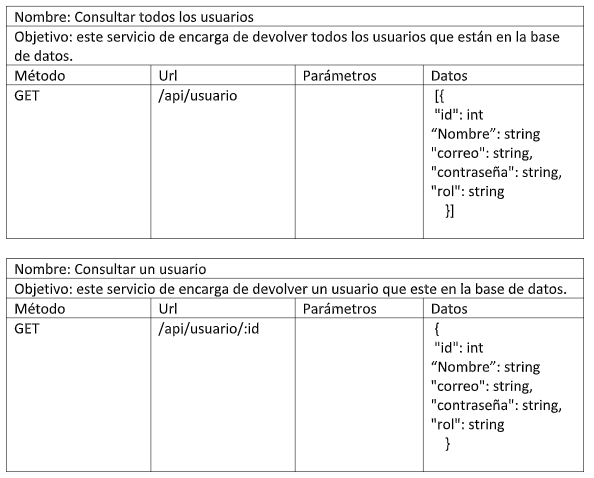 Nombre: Consultar todos los usuarios
Objetivo: este servicio de encarga de devolver todos los usuarios que están en la base
de datos.
Método Url Parámetros Datos
GET /api/usuario [{
"id": int
“Nombre”: string
"correo": string,
"contraseña": string,
"rol": string
}]
Nombre: Consultar un usuario
Objetivo: este servicio de encarga de devolver un usuario que este en la base de datos.
Método Url Parámetros Datos
GET /api/usuario/:id {
"id": int
“Nombre”: string
"correo": string,
"contraseña": string,
"rol": string
}